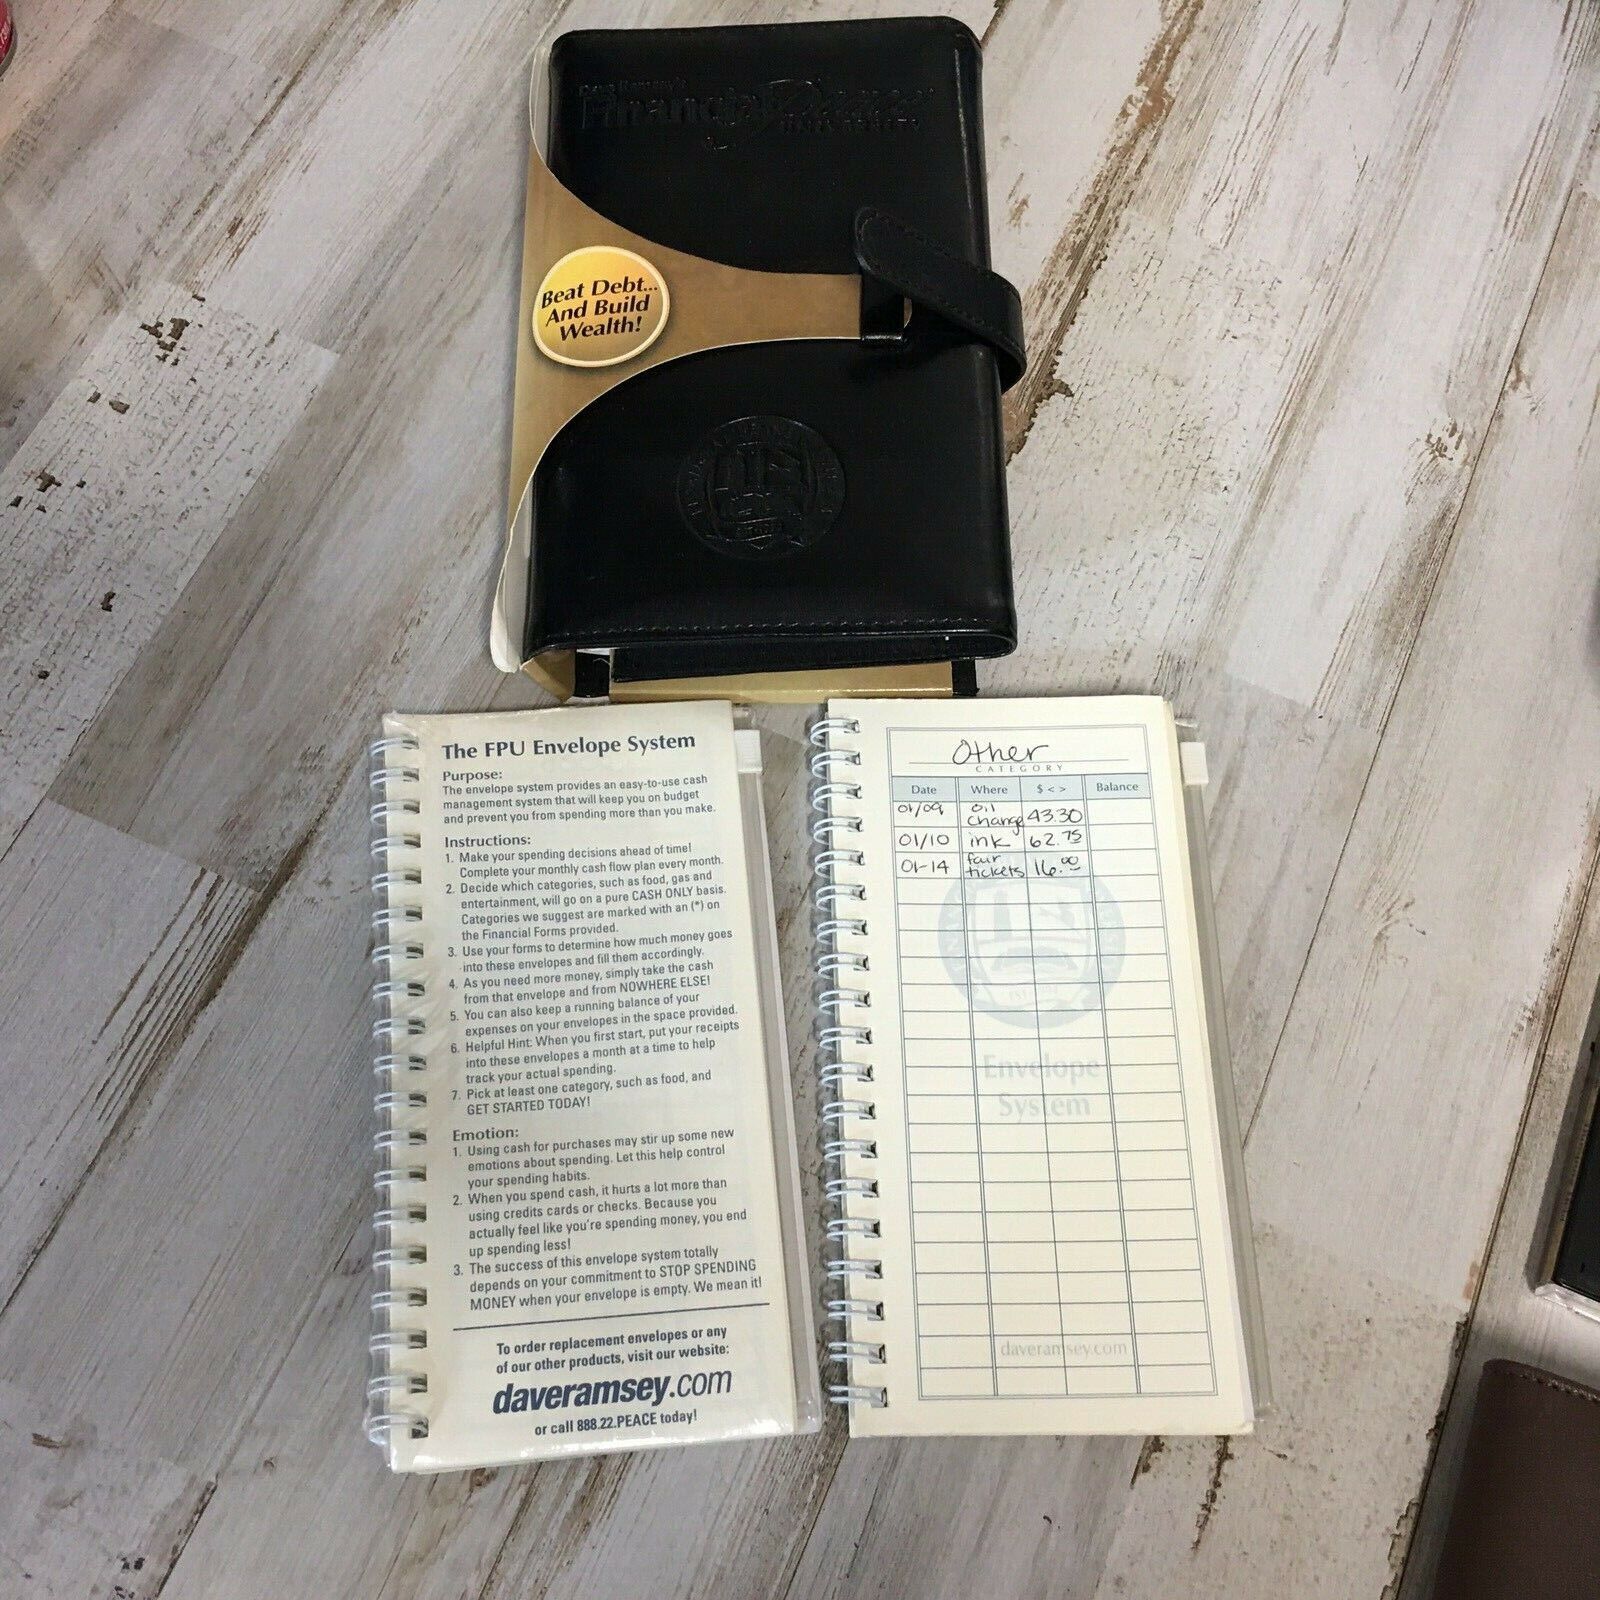 Dave Ramsey's
Financial Peace
UNIVERSITY
Beat Debt...
And Build
Wealth!
The FPU Envelope System
Purpose:
The envelope system provides an easy-to-use cash
management system that will keep you on budget
and prevent you from spending more than you make.
Instructions:
1. Make your spending decisions ahead of time!
Complete your monthly cash flow plan every month.
2. Decide which categories, such as food, gas and
entertainment, will go on a pure CASH ONLY basis.
Categories we suggest are marked with an (*) on
the Financial Forms provided.
3. Use your forms to determine how much money goes
into these envelopes and fill them accordingly.
4. As you need more money, simply take the cash
from that envelope and from NOWHERE ELSE!
5. You can also keep a running balance of your
expenses on your envelopes in the space provided.
6. Helpful Hint: When you first start, put your receipts
into these envelopes a month at a time to help
track your actual spending.
7. Pick at least one category, such as food, and
GET STARTED TODAY!
Emotion:
1. Using cash for purchases may stir up some new
emotions about spending. Let this help control
your spending habits.
2. When you spend cash, it hurts a lot more than
using credits cards or checks. Because you
actually feel like you're spending money, you end
up spending less!
3. The success of this envelope system totally
depends on your commitment to STOP SPENDING
MONEY when your envelope is empty. We mean it!
To order replacement envelopes or any
of our other products, visit our website:
daveramsey.com
or call 888.22.PEACE today!
Other
CATEGORY
Date Where $ < > Balance
01/09 oil change 43.30
01/10 ink 62.75
01-14 fair tickets 16.00
Envelope
System
daveramsey.com